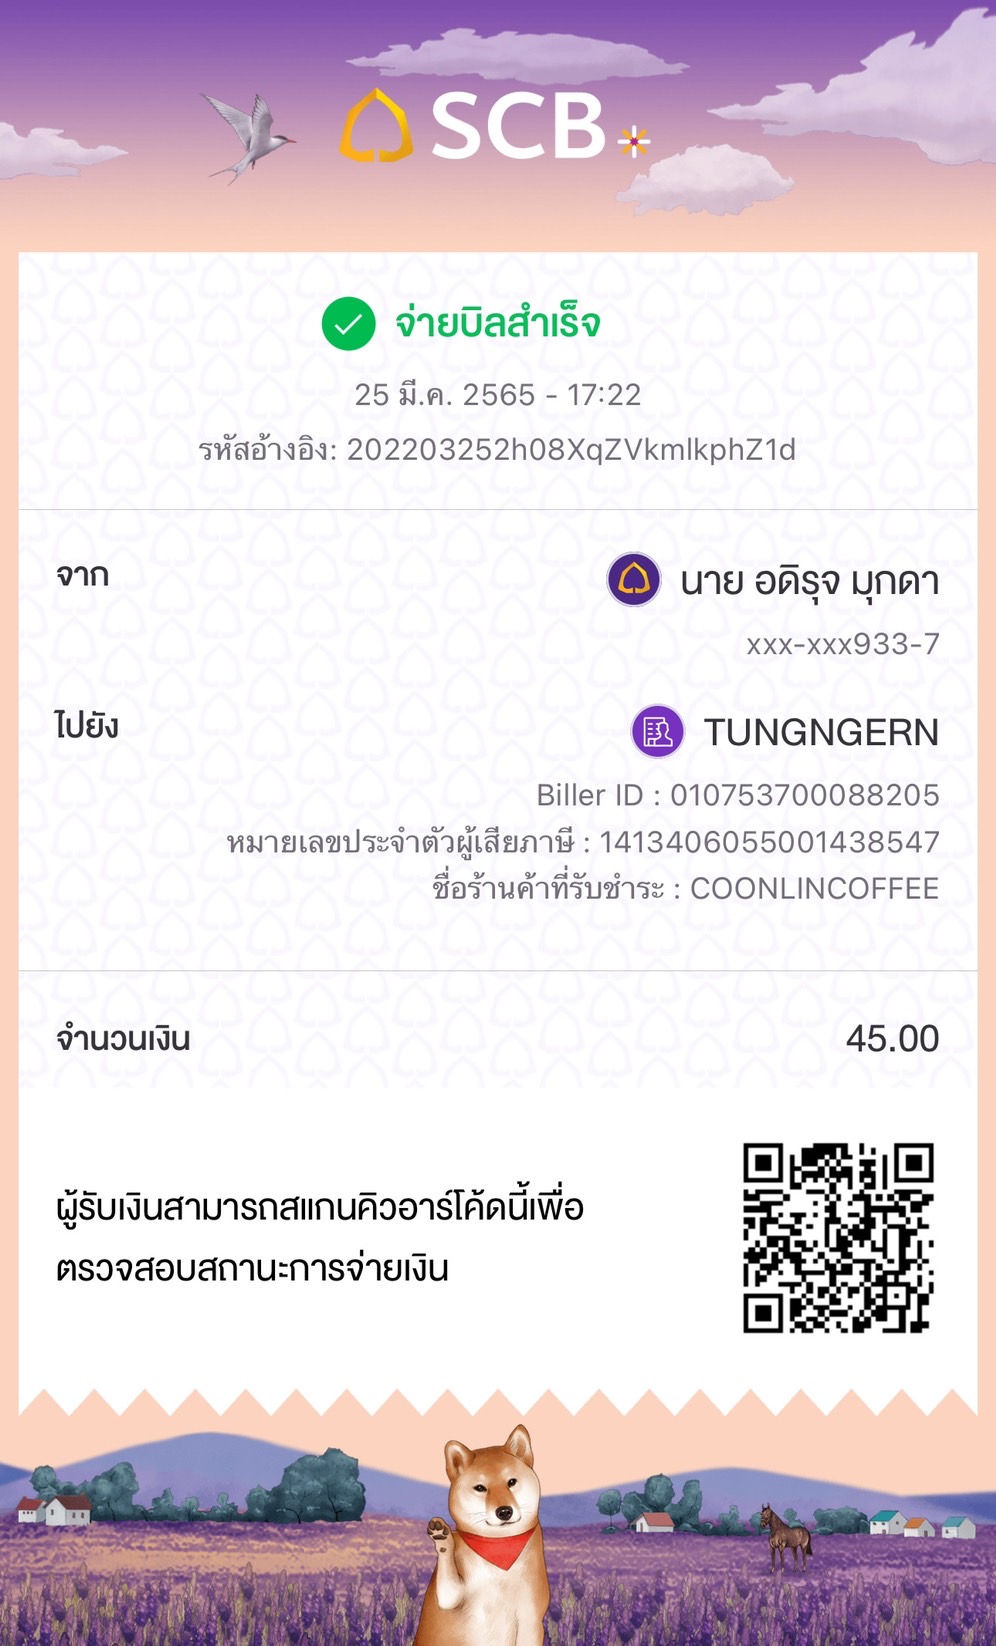 SCB
จ่ายบิลสำเร็จ
25 มี.ค. 2565 - 17:22
รหัสอ้างอิง: 202203252h08XqZVkmlkphZ1d
จาก
นาย อดิรุจ มุกดา
xxx-xxx933-7
ไปยัง
TUNGNGERN
Biller ID : 010753700088205
หมายเลขประจำตัวผู้เสียภาษี : 1413406055001438547
ชื่อร้านค้าที่รับชำระ : COONLINCOFFEE
จำนวนเงิน 45.00
ผู้รับเงินสามารถสแกนคิวอาร์โค้ดนี้เพื่อ
ตรวจสอบสถานะการจ่ายเงิน